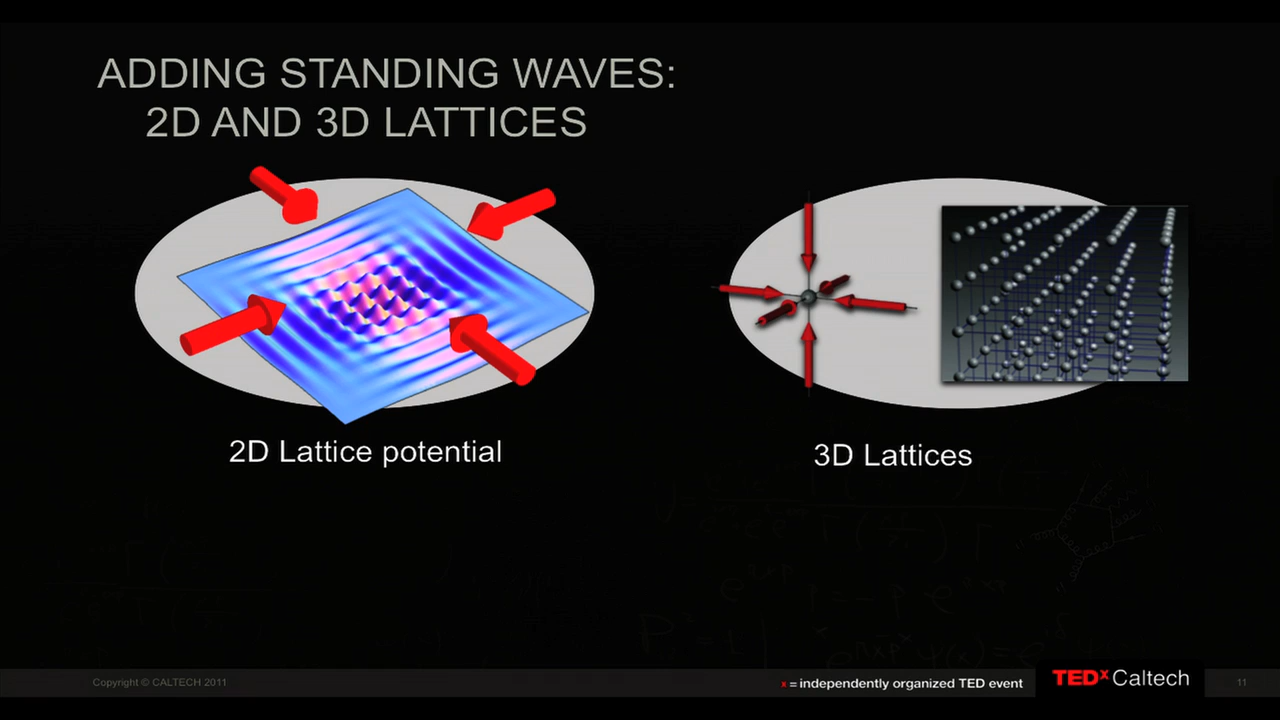 ADDING STANDING WAVES:
2D AND 3D LATTICES
2D Lattice potential
3D Lattices
Copyright © CALTECH 2011
x = independently organized TED event
TEDxCaltech
11